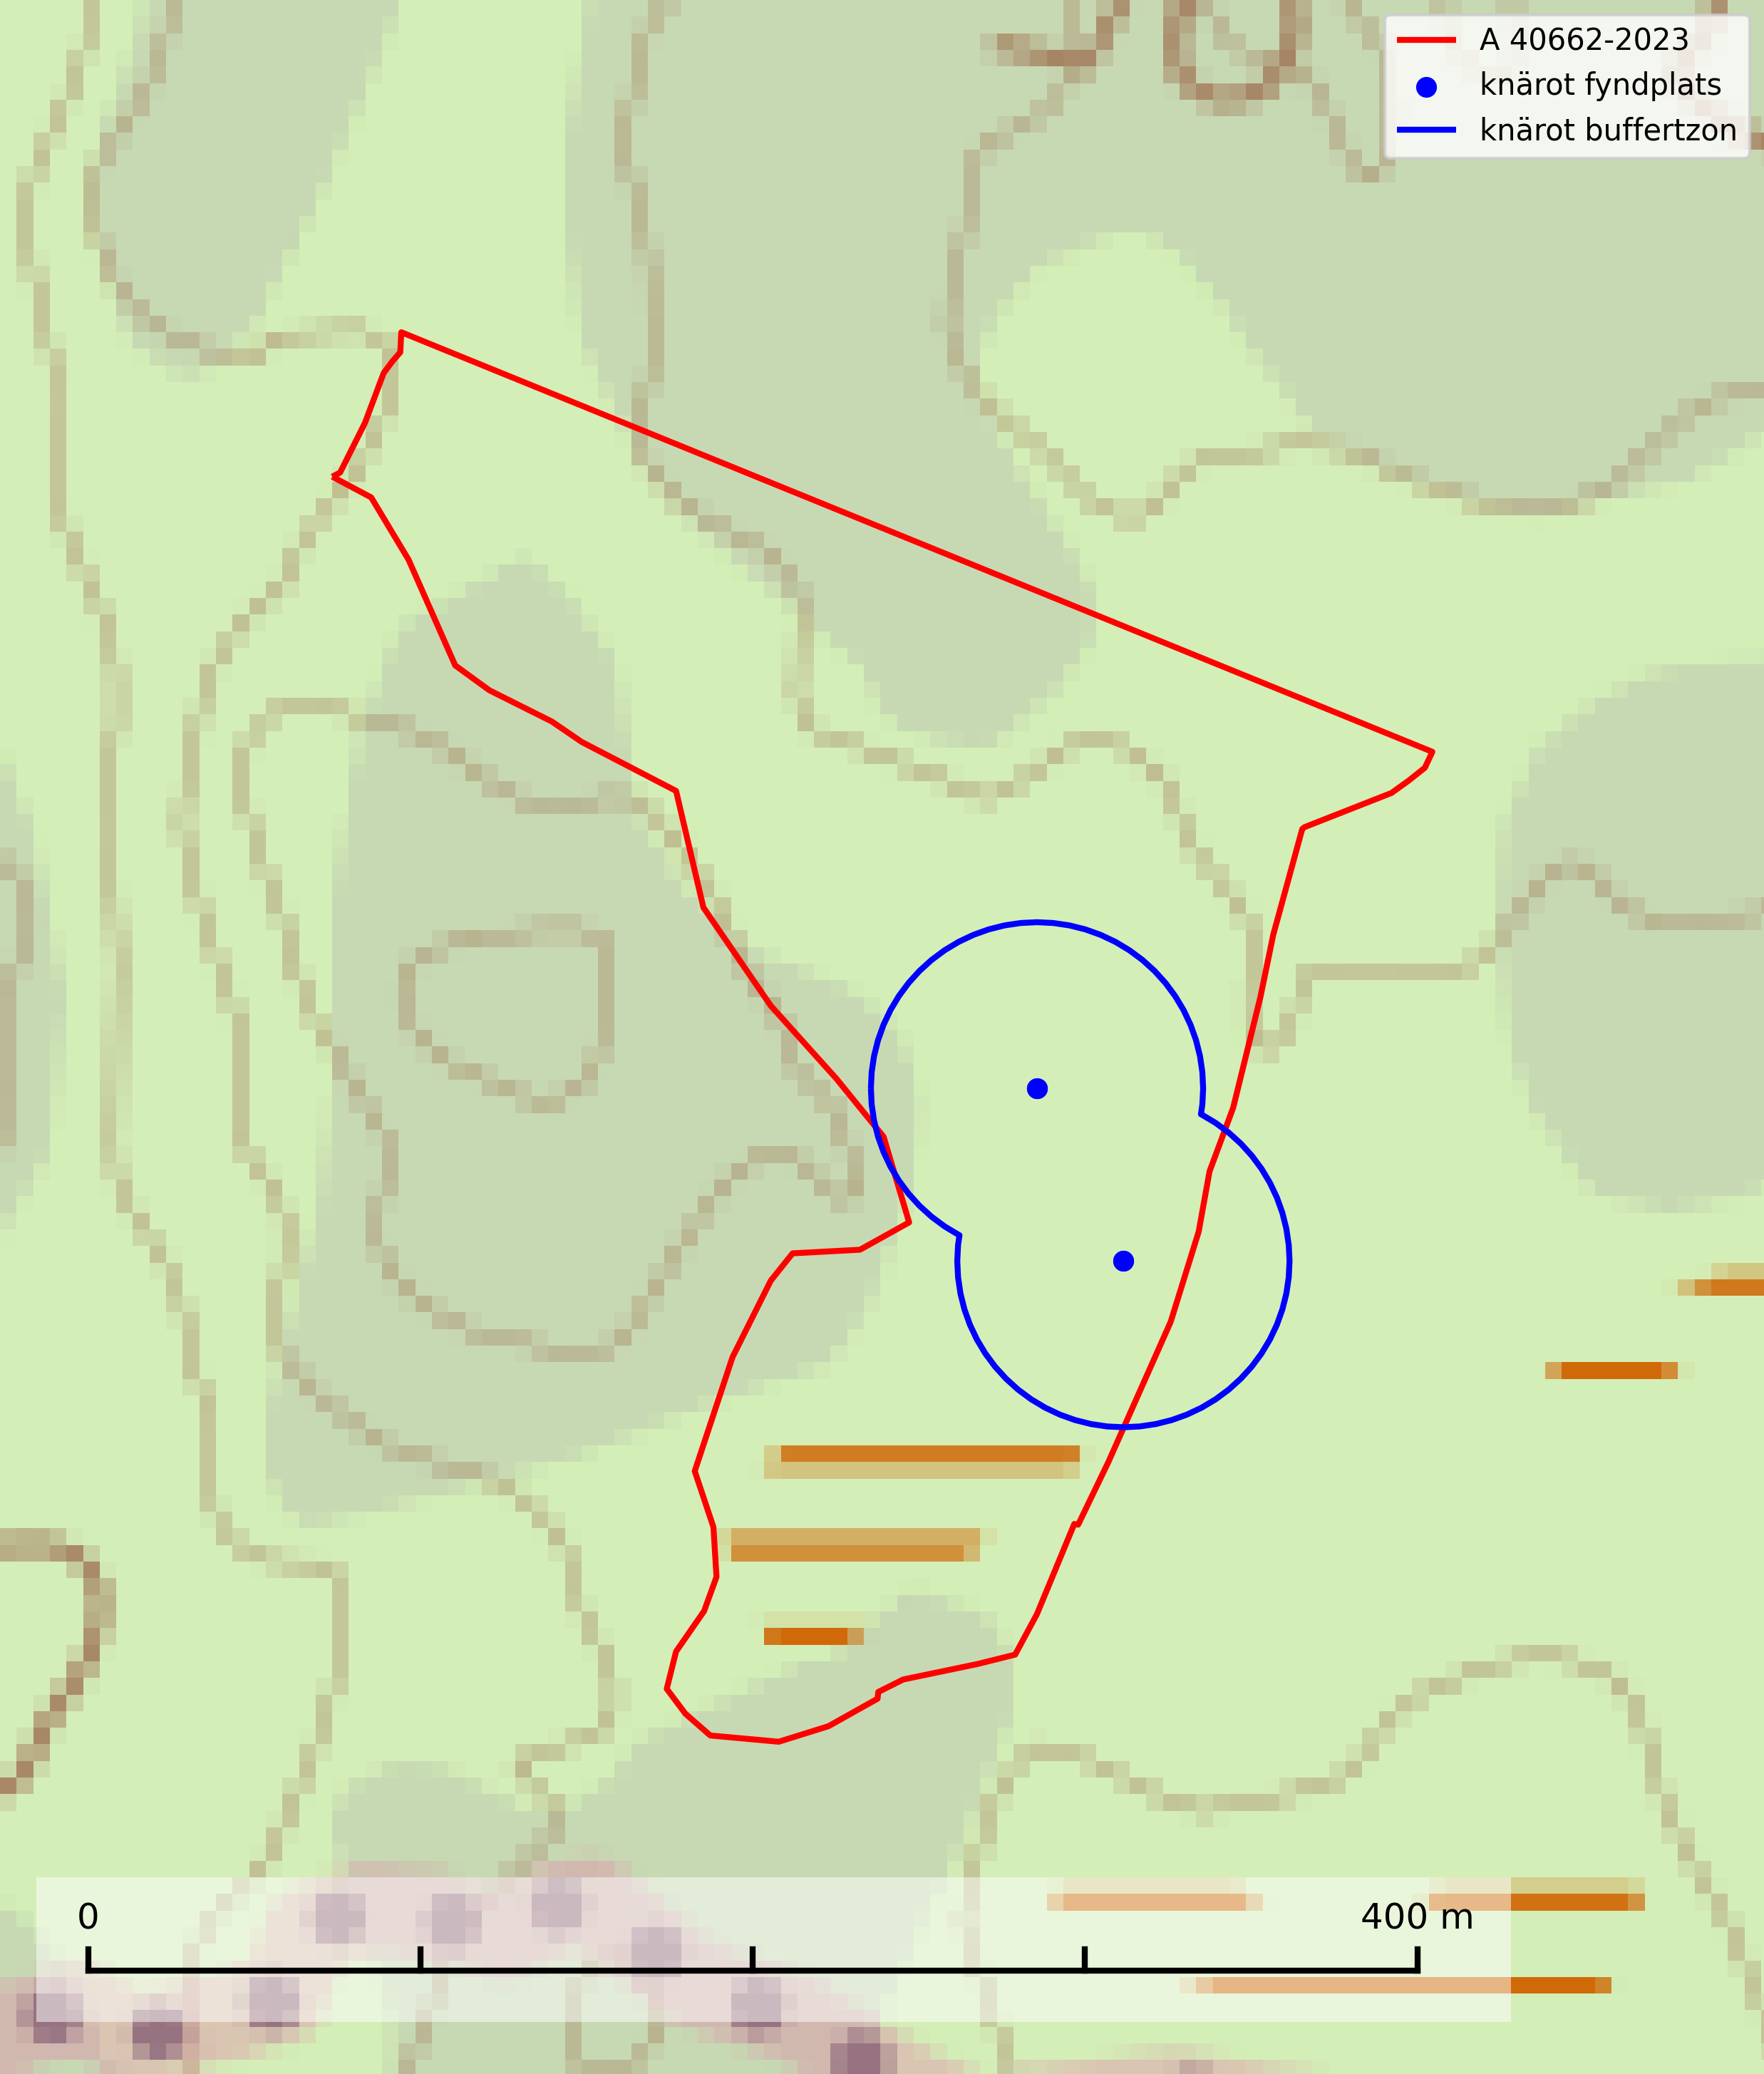 A 40662-2023
knärot fyndplats
knärot buffertzon
0 400 m